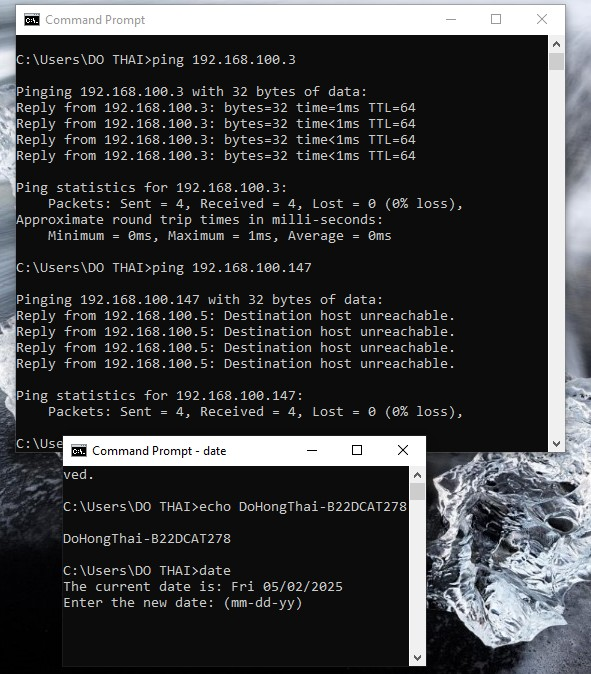 Command Prompt
C:\Users\DO THAI>ping 192.168.100.3
Pinging 192.168.100.3 with 32 bytes of data:
Reply from 192.168.100.3: bytes=32 time=1ms TTL=64
Reply from 192.168.100.3: bytes=32 time<1ms TTL=64
Reply from 192.168.100.3: bytes=32 time<1ms TTL=64
Reply from 192.168.100.3: bytes=32 time<1ms TTL=64
Ping statistics for 192.168.100.3:
    Packets: Sent = 4, Received = 4, Lost = 0 (0% loss),
Approximate round trip times in milli-seconds:
    Minimum = 0ms, Maximum = 1ms, Average = 0ms
C:\Users\DO THAI>ping 192.168.100.147
Pinging 192.168.100.147 with 32 bytes of data:
Reply from 192.168.100.5: Destination host unreachable.
Reply from 192.168.100.5: Destination host unreachable.
Reply from 192.168.100.5: Destination host unreachable.
Reply from 192.168.100.5: Destination host unreachable.
Ping statistics for 192.168.100.147:
    Packets: Sent = 4, Received = 4, Lost = 0 (0% loss),
C:\Use
Command Prompt - date
ved.
C:\Users\DO THAI>echo DoHongThai-B22DCAT278
DoHongThai-B22DCAT278
C:\Users\DO THAI>date
The current date is: Fri 05/02/2025
Enter the new date: (mm-dd-yy)